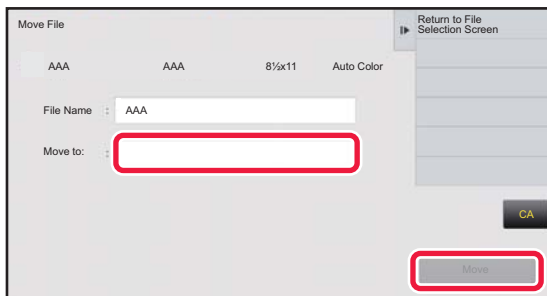 Move File
Return to File
Selection Screen
AAA AAA 8½x11 Auto Color
File Name : AAA
Move to: :
CA
Move